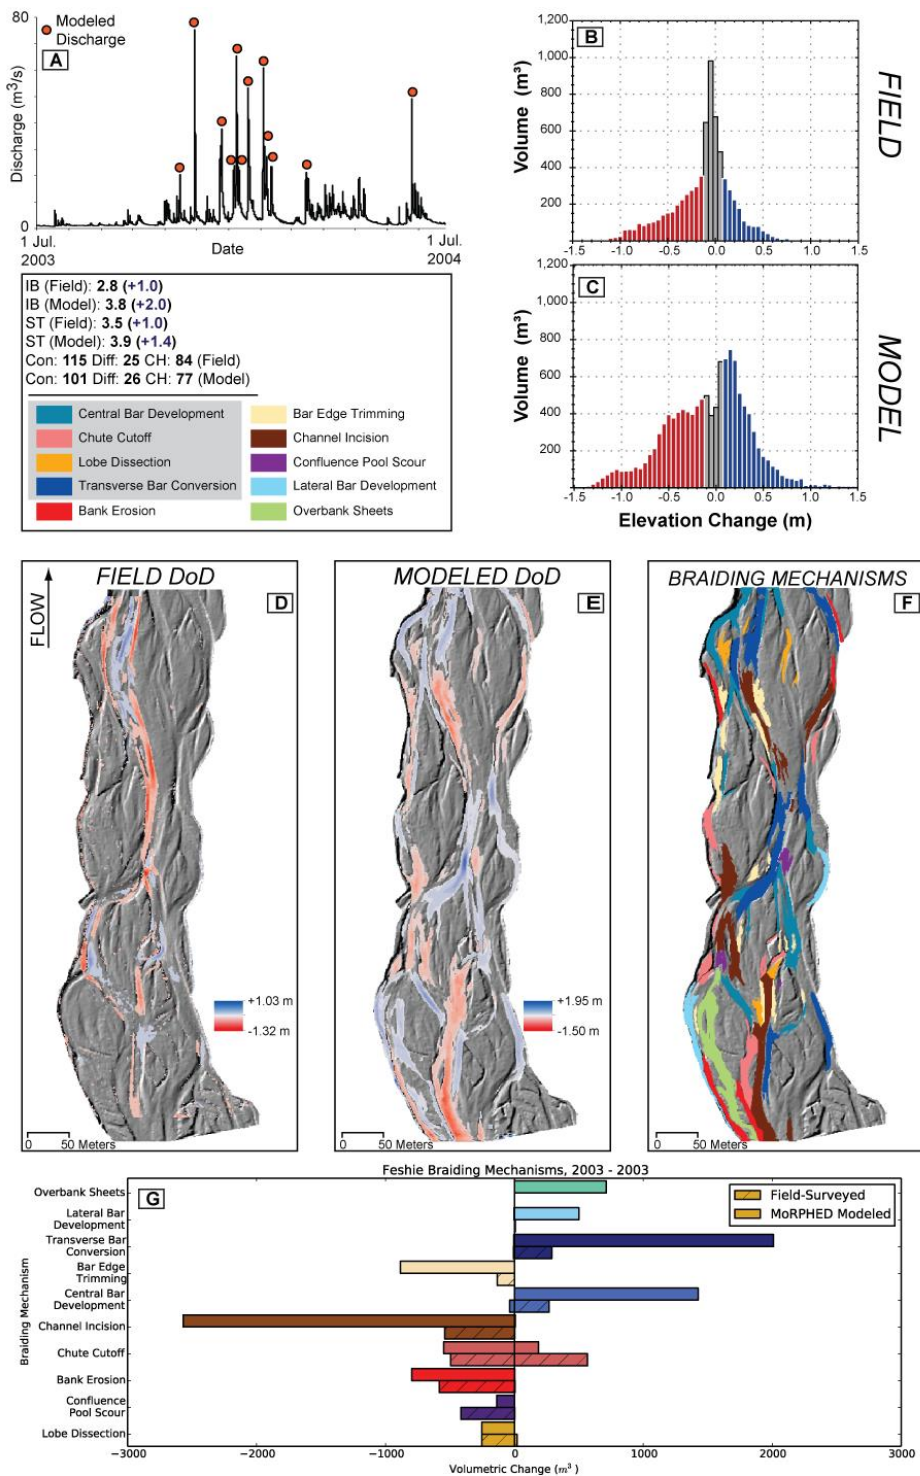 80
60
40
20
0
Modeled
Discharge
A
Discharge (m³/s)
1 Jul.
2003
Date
1 Jul.
2004
IB (Field): 2.8 (+1.0)
IB (Model): 3.8 (+2.0)
ST (Field): 3.5 (+1.0)
ST (Model): 3.9 (+1.4)
Con: 115 Diff: 25 CH: 84 (Field)
Con: 101 Diff: 26 CH: 77 (Model)
Central Bar Development
Chute Cutoff
Lobe Dissection
Transverse Bar Conversion
Bank Erosion
Bar Edge Trimming
Channel Incision
Confluence Pool Scour
Lateral Bar Development
Overbank Sheets
1,200
1,000
800
600
400
200
B
Volume (m³)
FIELD
-1.5 -1.0 -0.5 0.0 0.5 1.0 1.5
1,200
1,000
800
600
400
200
C
Volume (m³)
MODEL
-1.5 -1.0 -0.5 0.0 0.5 1.0 1.5
Elevation Change (m)
FIELD DoD
D
FLOW
+1.03 m
-1.32 m
0 50 Meters
MODELED DoD
E
+1.95 m
-1.50 m
0 50 Meters
BRAIDING MECHANISMS
F
0 50 Meters
Feshie Braiding Mechanisms, 2003 - 2003
G
Field-Surveyed
MoRPHED Modeled
Braiding Mechanism
Overbank Sheets
Lateral Bar
Development
Transverse Bar
Conversion
Bar Edge
Trimming
Central Bar
Development
Channel Incision
Chute Cutoff
Bank Erosion
Confluence
Pool Scour
Lobe Dissection
−3000 −2000 −1000 0 1000 2000 3000
Volumetric Change (m³)